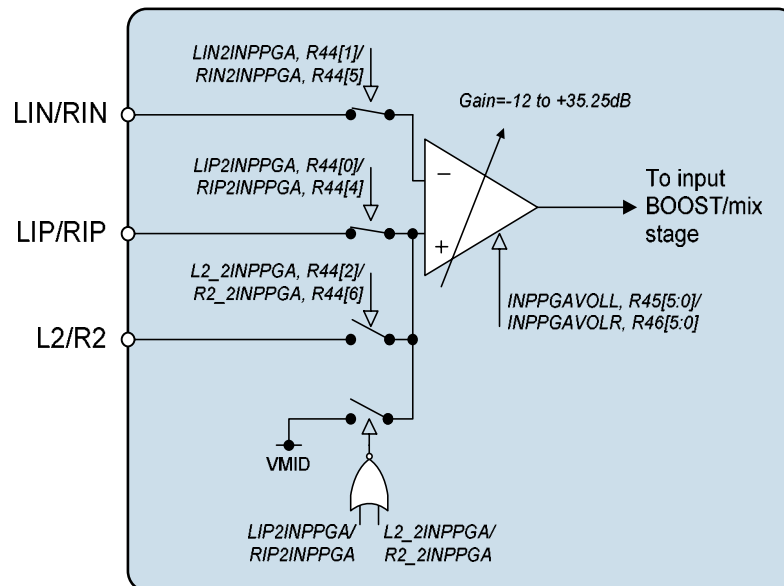 LIN2INPPGA, R44[1]/
RIN2INPPGA, R44[5]
Gain=-12 to +35.25dB
LIN/RIN
LIP2INPPGA, R44[0]/
RIP2INPPGA, R44[4]
−
To input
BOOST/mix
stage
LIP/RIP
+
L2_2INPPGA, R44[2]/
R2_2INPPGA, R44[6]
INPPGAVOLL, R45[5:0]/
INPPGAVOLR, R46[5:0]
L2/R2
VMID
LIP2INPPGA/
RIP2INPPGA
L2_2INPPGA/
R2_2INPPGA